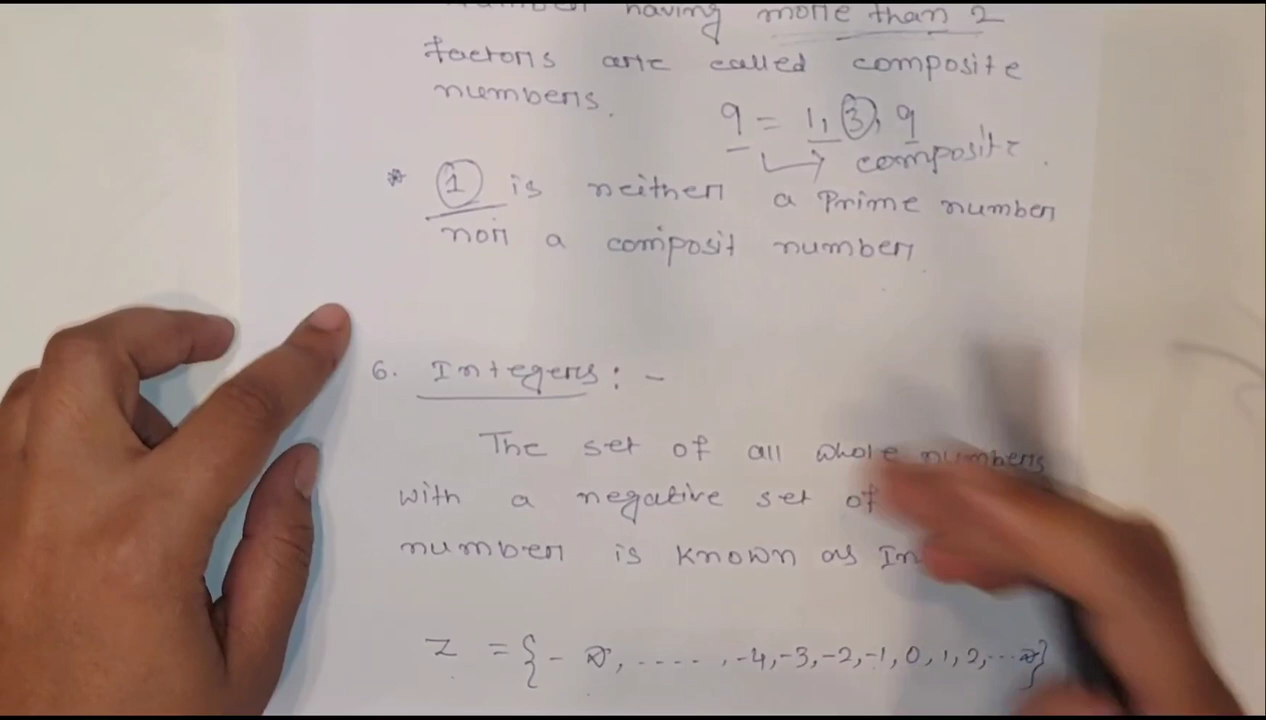 number having more than 2
factors are called composite
numbers.
9 = 1, 3, 9
composite.
* 1 is neither a Prime number
nor a composit number.
6. Integers : -
The set of all whole numbers
with a negative set of
number is known as In
Z = {- ∞, ...., -4, -3, -2, -1, 0, 1, 2, ... ∞}